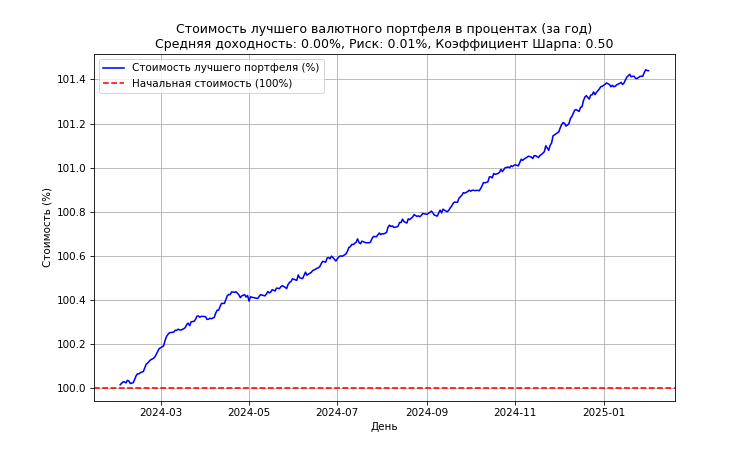 Стоимость лучшего валютного портфеля в процентах (за год)
Средняя доходность: 0.00%, Риск: 0.01%, Коэффициент Шарпа: 0.50
Стоимость лучшего портфеля (%)
Начальная стоимость (100%)
Стоимость (%)
101.4
101.2
101.0
100.8
100.6
100.4
100.2
100.0
2024-03 2024-05 2024-07 2024-09 2024-11 2025-01
День